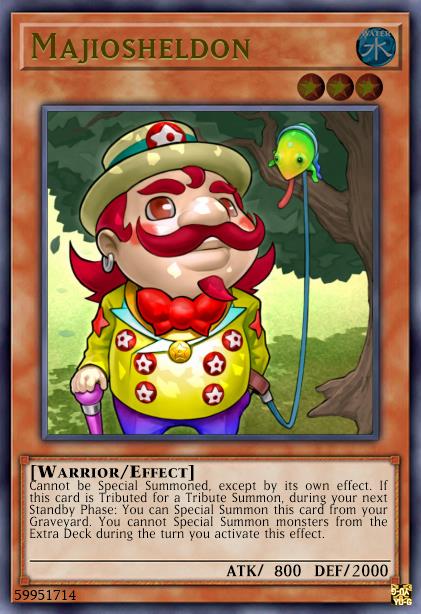 Majiosheldon
WATER
水
[Warrior/Effect]
Cannot be Special Summoned, except by its own effect. If
this card is Tributed for a Tribute Summon, during your next
Standby Phase: You can Special Summon this card from your
Graveyard. You cannot Special Summon monsters from the
Extra Deck during the turn you activate this effect.
ATK/ 800 DEF/2000
59951714